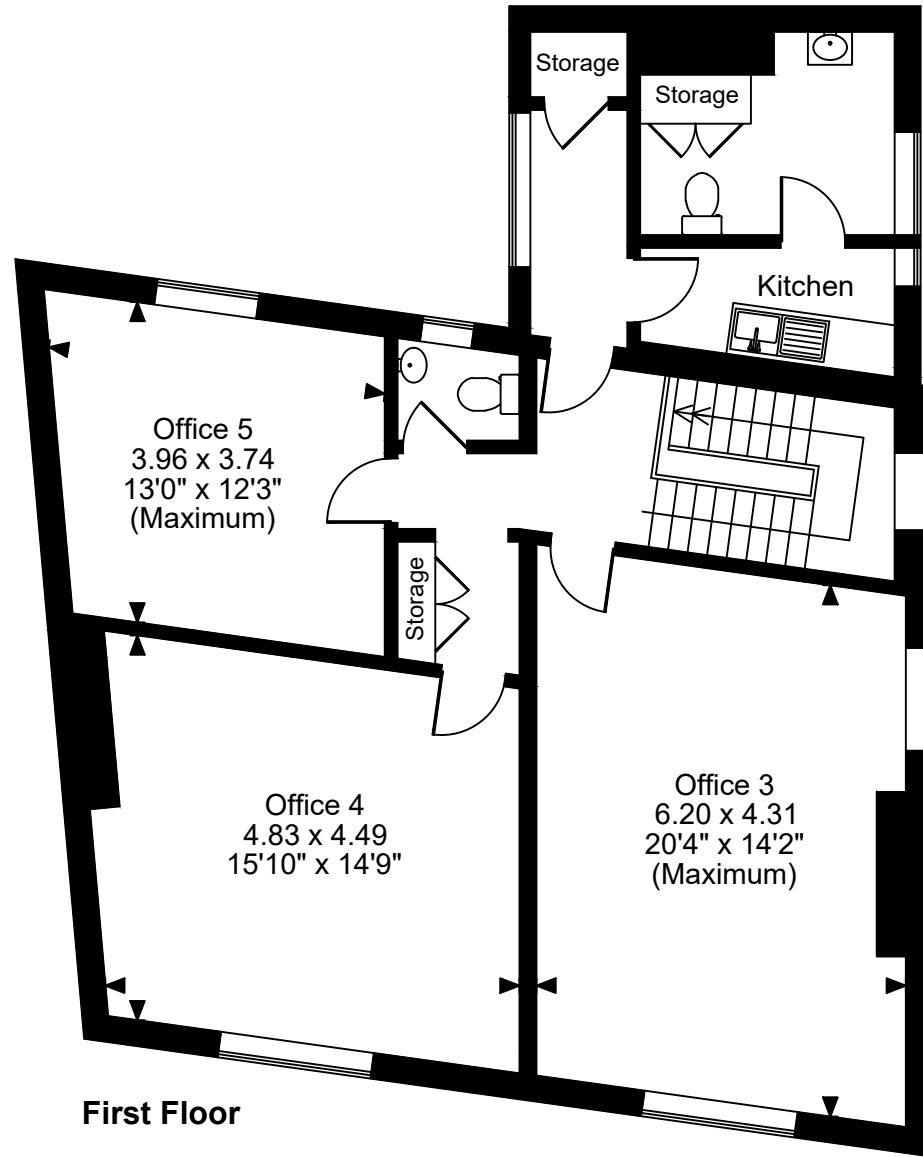 Storage
Storage
Kitchen
Office 5
3.96 x 3.74
13'0" x 12'3"
(Maximum)
Storage
Office 4
4.83 x 4.49
15'10" x 14'9"
Office 3
6.20 x 4.31
20'4" x 14'2"
(Maximum)
First Floor